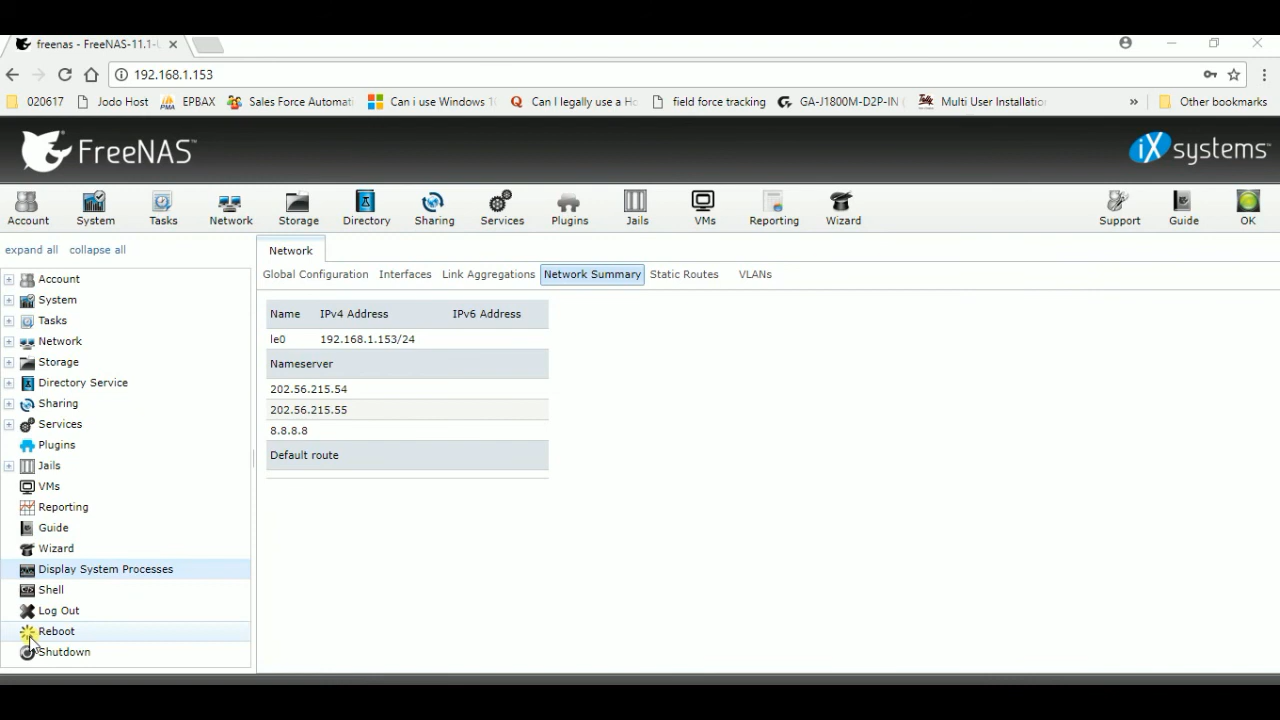 freenas - FreeNAS-11.1-
192.168.1.153
020617 Jodo Host EPBAX Sales Force Automati Can i use Windows 1 Can I legally use a Ho field force tracking GA-J1800M-D2P-IN ( Multi User Installation » Other bookmarks
FreeNAS iXsystems
Account System Tasks Network Storage Directory Sharing Services Plugins Jails VMs Reporting Wizard Support Guide OK
expand all collapse all
Network
Global Configuration Interfaces Link Aggregations Network Summary Static Routes VLANs
Account
System
Tasks
Network
Storage
Directory Service
Sharing
Services
Plugins
Jails
VMs
Reporting
Guide
Wizard
Display System Processes
Shell
Log Out
Reboot
Shutdown
Name IPv4 Address IPv6 Address
le0 192.168.1.153/24
Nameserver
202.56.215.54
202.56.215.55
8.8.8.8
Default route